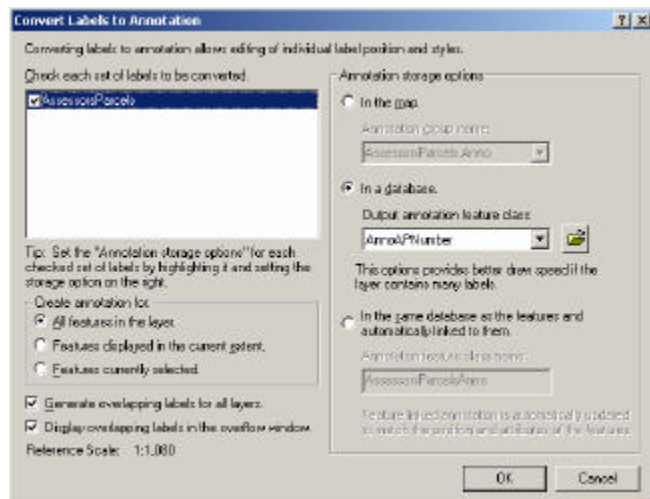 Convert Labels to Annotation
Converting labels to annotation allows editing of individual label position and styles.
Check each set of labels to be converted.
AssessorsParcels
Tip: Set the "Annotation storage options" for each
checked set of labels by highlighting it and setting the
storage option on the right.
Create annotation for:
All features in the layer.
Features displayed in the current extent.
Features currently selected.
Generate overlapping labels for all layers.
Display overlapping labels in the overflow window.
Reference Scale: 1:1,080
Annotation storage options
In the map.
Annotation group name:
AssessorsParcels Anno
In a database.
Output annotation feature class:
AnnoAPNumber
This options provides better draw speed if the
layer contains many labels.
In the same database as the features and
automatically linked to them.
Annotation feature class name:
AssessorsParcelsAnno
Feature linked annotation is automatically updated
to match the position and attributes of the features.
OK
Cancel